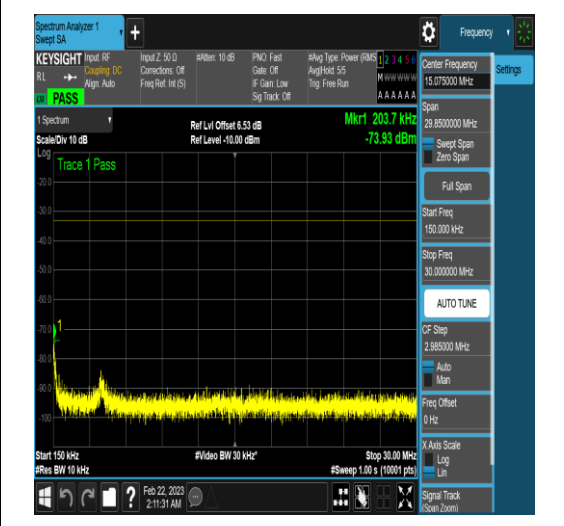 Spectrum Analyzer 1
Swept SA
Frequency
KEYSIGHT
Input: RF
Coupling: DC
Align: Auto
Input Z: 50 Ω
Corrections: Off
Freq Ref: Int (S)
#Atten: 10 dB
PNO: Fast
Gate: Off
IF Gain: Low
Sig Track: Off
#Avg Type: Power (RMS
Avg|Hold: 5/5
Trig: Free Run
1 2 3 4 5 6
M W W W W W
A A A A A A
RL
PASS
1 Spectrum
Scale/Div 10 dB
Ref Lvl Offset 6.53 dB
Ref Level -10.00 dBm
Mkr1 203.7 kHz
-73.93 dBm
Log
Trace 1 Pass
-20.0
-30.0
-40.0
-50.0
-60.0
-70.0
-80.0
-90.0
-100
1
Start 150 kHz
#Res BW 10 kHz
#Video BW 30 kHz*
Stop 30.00 MHz
#Sweep 1.00 s (10001 pts)
Feb 22, 2023
2:11:31 AM
Center Frequency
15.075000 MHz
Settings
Span
29.8500000 MHz
Swept Span
Zero Span
Full Span
Start Freq
150.000 kHz
Stop Freq
30.000000 MHz
AUTO TUNE
CF Step
2.985000 MHz
Auto
Man
Freq Offset
0 Hz
X Axis Scale
Log
Lin
Signal Track
(Span Zoom)